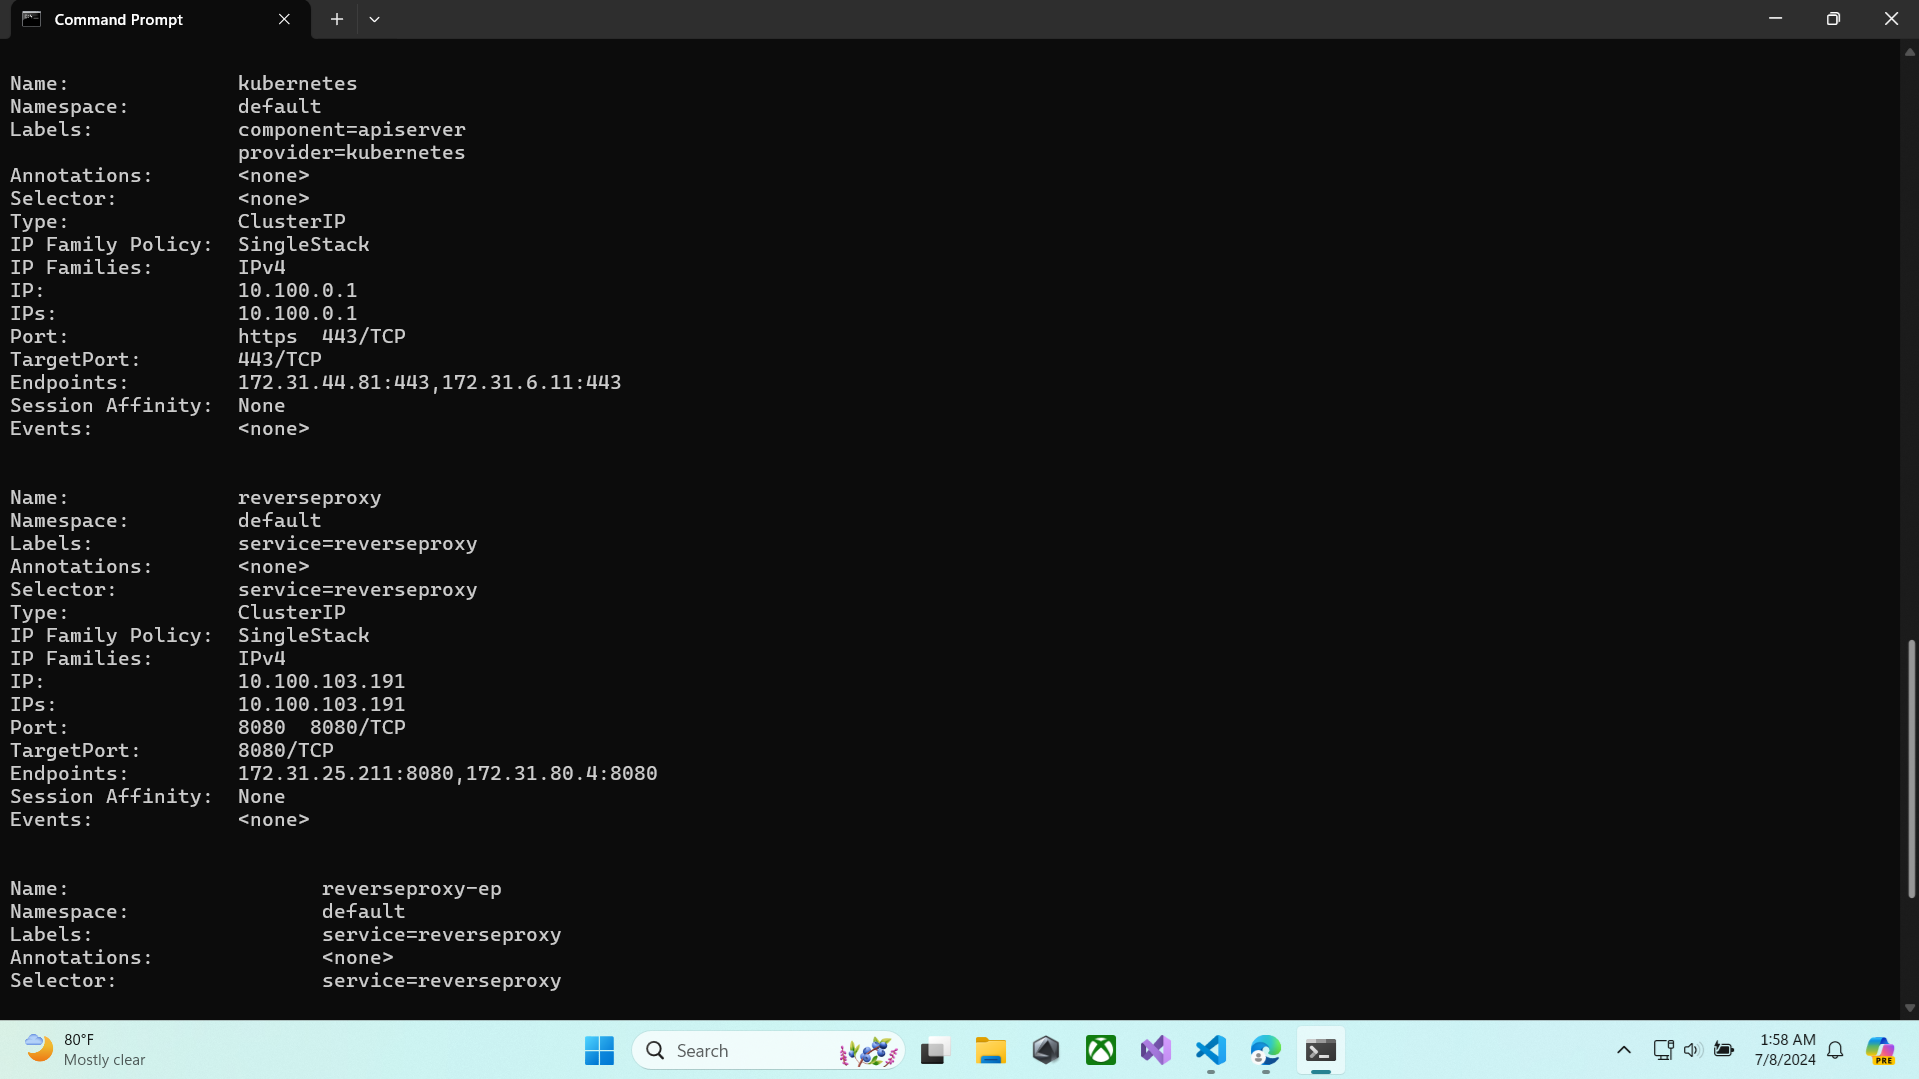 Command Prompt
Name: kubernetes
Namespace: default
Labels: component=apiserver
provider=kubernetes
Annotations: <none>
Selector: <none>
Type: ClusterIP
IP Family Policy: SingleStack
IP Families: IPv4
IP: 10.100.0.1
IPs: 10.100.0.1
Port: https 443/TCP
TargetPort: 443/TCP
Endpoints: 172.31.44.81:443,172.31.6.11:443
Session Affinity: None
Events: <none>
Name: reverseproxy
Namespace: default
Labels: service=reverseproxy
Annotations: <none>
Selector: service=reverseproxy
Type: ClusterIP
IP Family Policy: SingleStack
IP Families: IPv4
IP: 10.100.103.191
IPs: 10.100.103.191
Port: 8080 8080/TCP
TargetPort: 8080/TCP
Endpoints: 172.31.25.211:8080,172.31.80.4:8080
Session Affinity: None
Events: <none>
Name: reverseproxy-ep
Namespace: default
Labels: service=reverseproxy
Annotations: <none>
Selector: service=reverseproxy
80°F
Mostly clear
Search
1:58 AM
7/8/2024
PRE